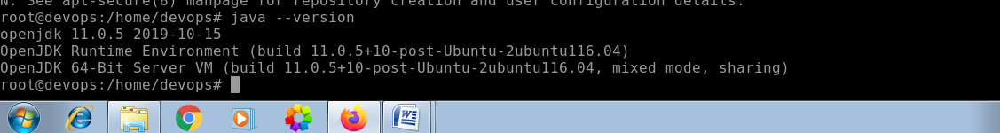 N: See apt-secure(8) manpage for repository creation and user configuration details.
root@devops:/home/devops# java --version
openjdk 11.0.5 2019-10-15
OpenJDK Runtime Environment (build 11.0.5+10-post-Ubuntu-2ubuntu116.04)
OpenJDK 64-Bit Server VM (build 11.0.5+10-post-Ubuntu-2ubuntu116.04, mixed mode, sharing)
root@devops:/home/devops#
W